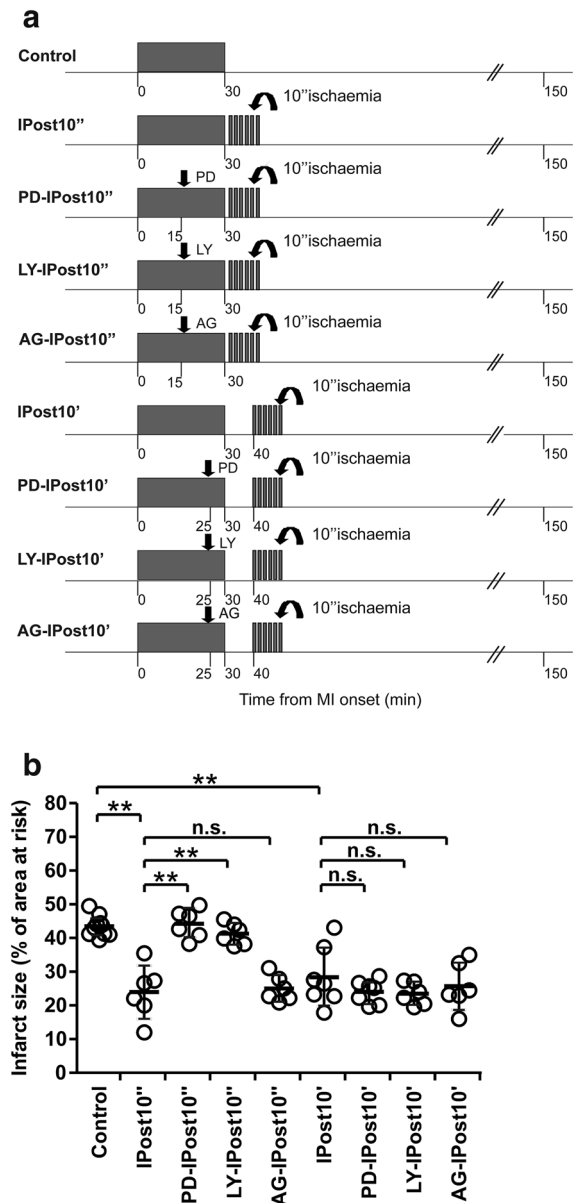 a
Control
0 30 150
10''ischaemia
IPost10''
0 30 150
PD 10''ischaemia
PD-IPost10''
0 15 30 150
LY 10''ischaemia
LY-IPost10''
0 15 30 150
AG 10''ischaemia
AG-IPost10''
0 15 30 150
10''ischaemia
IPost10'
0 30 40 150
PD 10''ischaemia
PD-IPost10'
0 25 30 40 150
LY 10''ischaemia
LY-IPost10'
0 25 30 40 150
AG 10''ischaemia
AG-IPost10'
0 25 30 40 150
Time from MI onset (min)
b
**
80
**
n.s. n.s.
70
** n.s.
60
** n.s.
50
40
30
20
10
0
Infarct size (% of area at risk)
Control
IPost10''
PD-IPost10''
LY-IPost10''
AG-IPost10''
IPost10'
PD-IPost10'
LY-IPost10'
AG-IPost10'